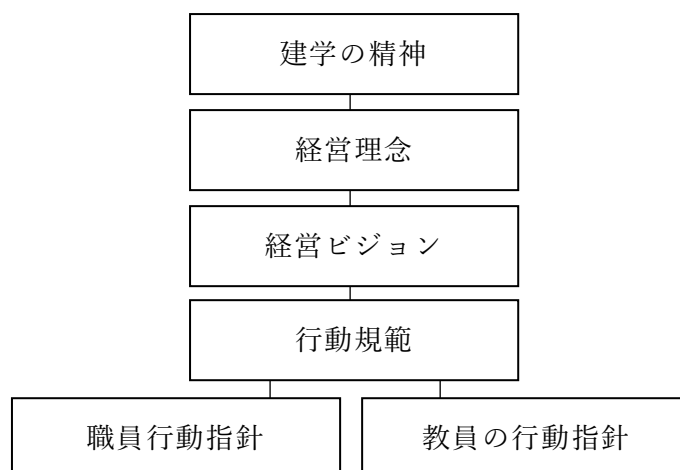 建学の精神
経営理念
経営ビジョン
行動規範
職員行動指針
教員の行動指針